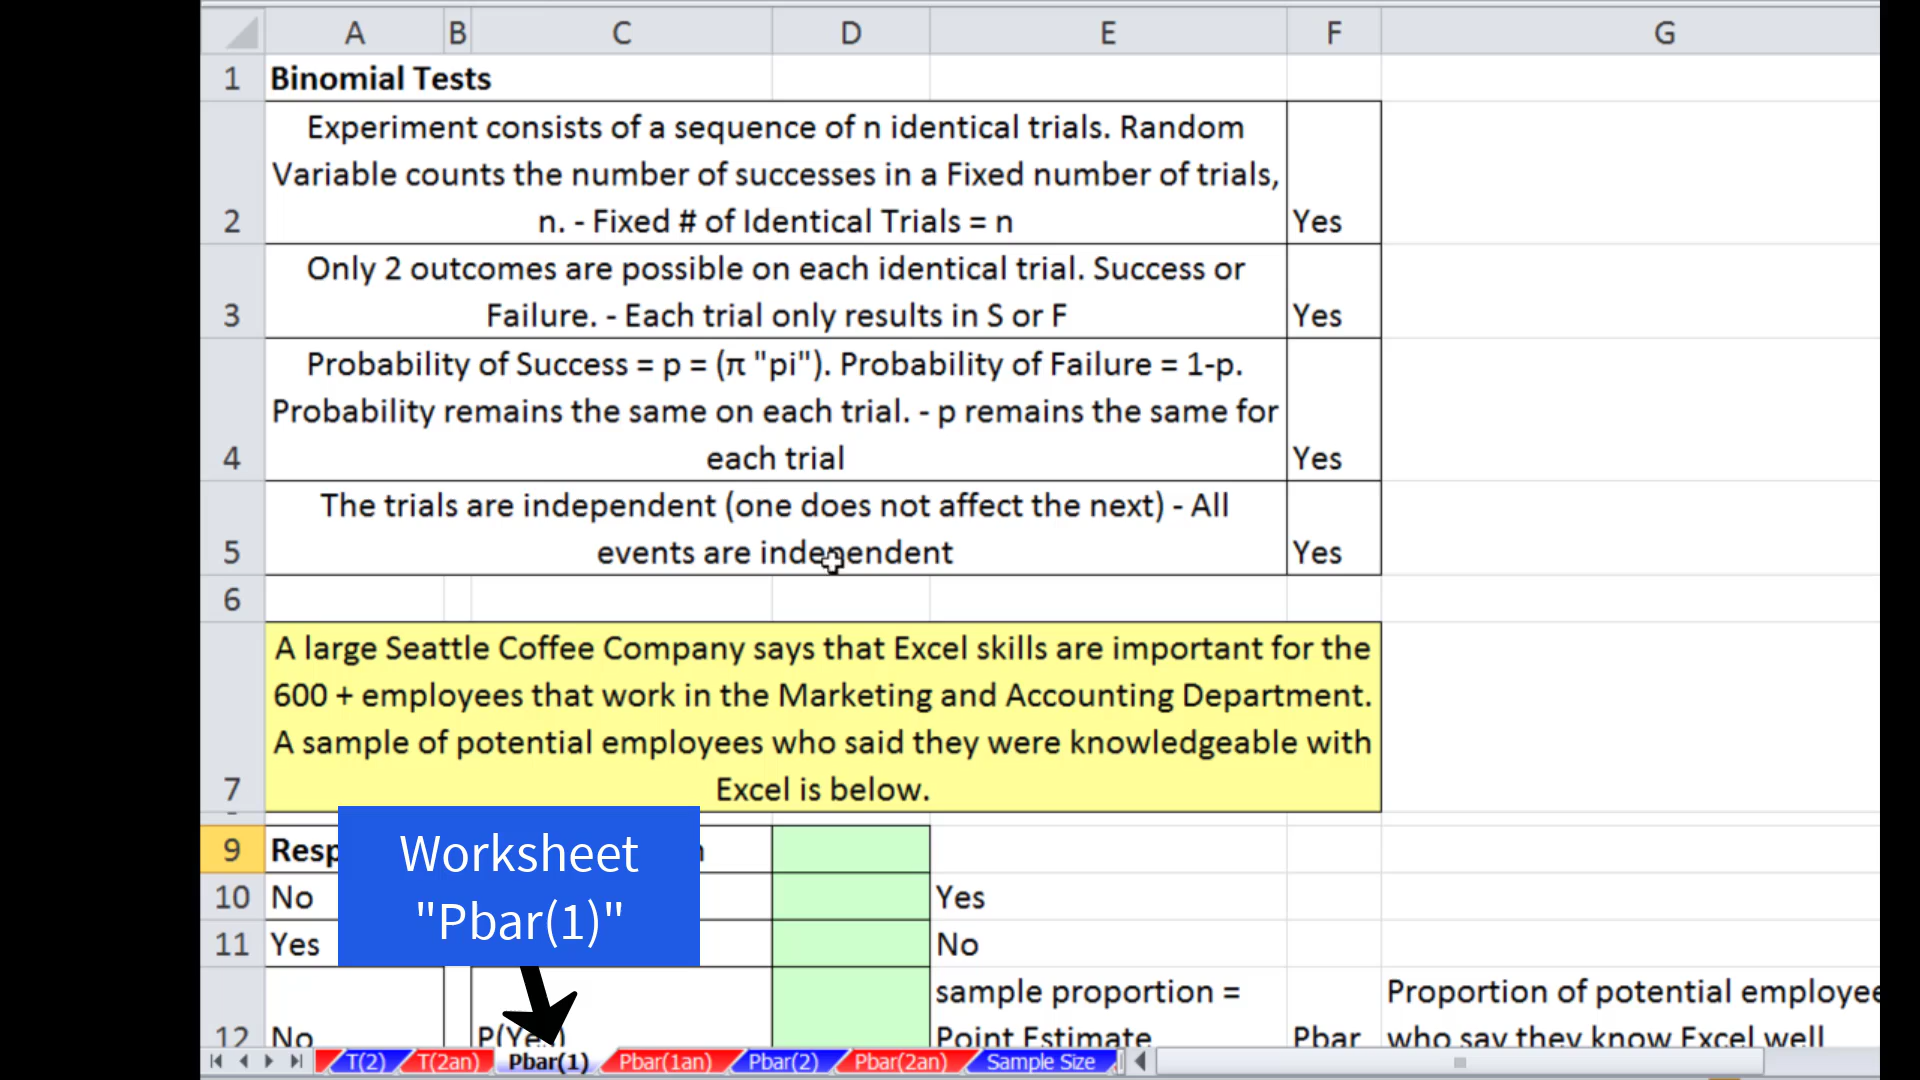 A B C D E F G
1 Binomial Tests
Experiment consists of a sequence of n identical trials. Random
Variable counts the number of successes in a Fixed number of trials,
2 n. - Fixed # of Identical Trials = n Yes
Only 2 outcomes are possible on each identical trial. Success or
3 Failure. - Each trial only results in S or F Yes
Probability of Success = p = (π "pi"). Probability of Failure = 1-p.
Probability remains the same on each trial. - p remains the same for
4 each trial Yes
The trials are independent (one does not affect the next) - All
5 events are independent Yes
6
A large Seattle Coffee Company says that Excel skills are important for the
600 + employees that work in the Marketing and Accounting Department.
A sample of potential employees who said they were knowledgeable with
7 Excel is below.
9 Resp
10 No Yes
11 Yes No
Worksheet
"Pbar(1)"
sample proportion = Proportion of potential employee
12 No P(Yes) Point Estimate Pbar who say they know Excel well
T(2) T(2an) Pbar(1) Pbar(1an) Pbar(2) Pbar(2an) Sample Size